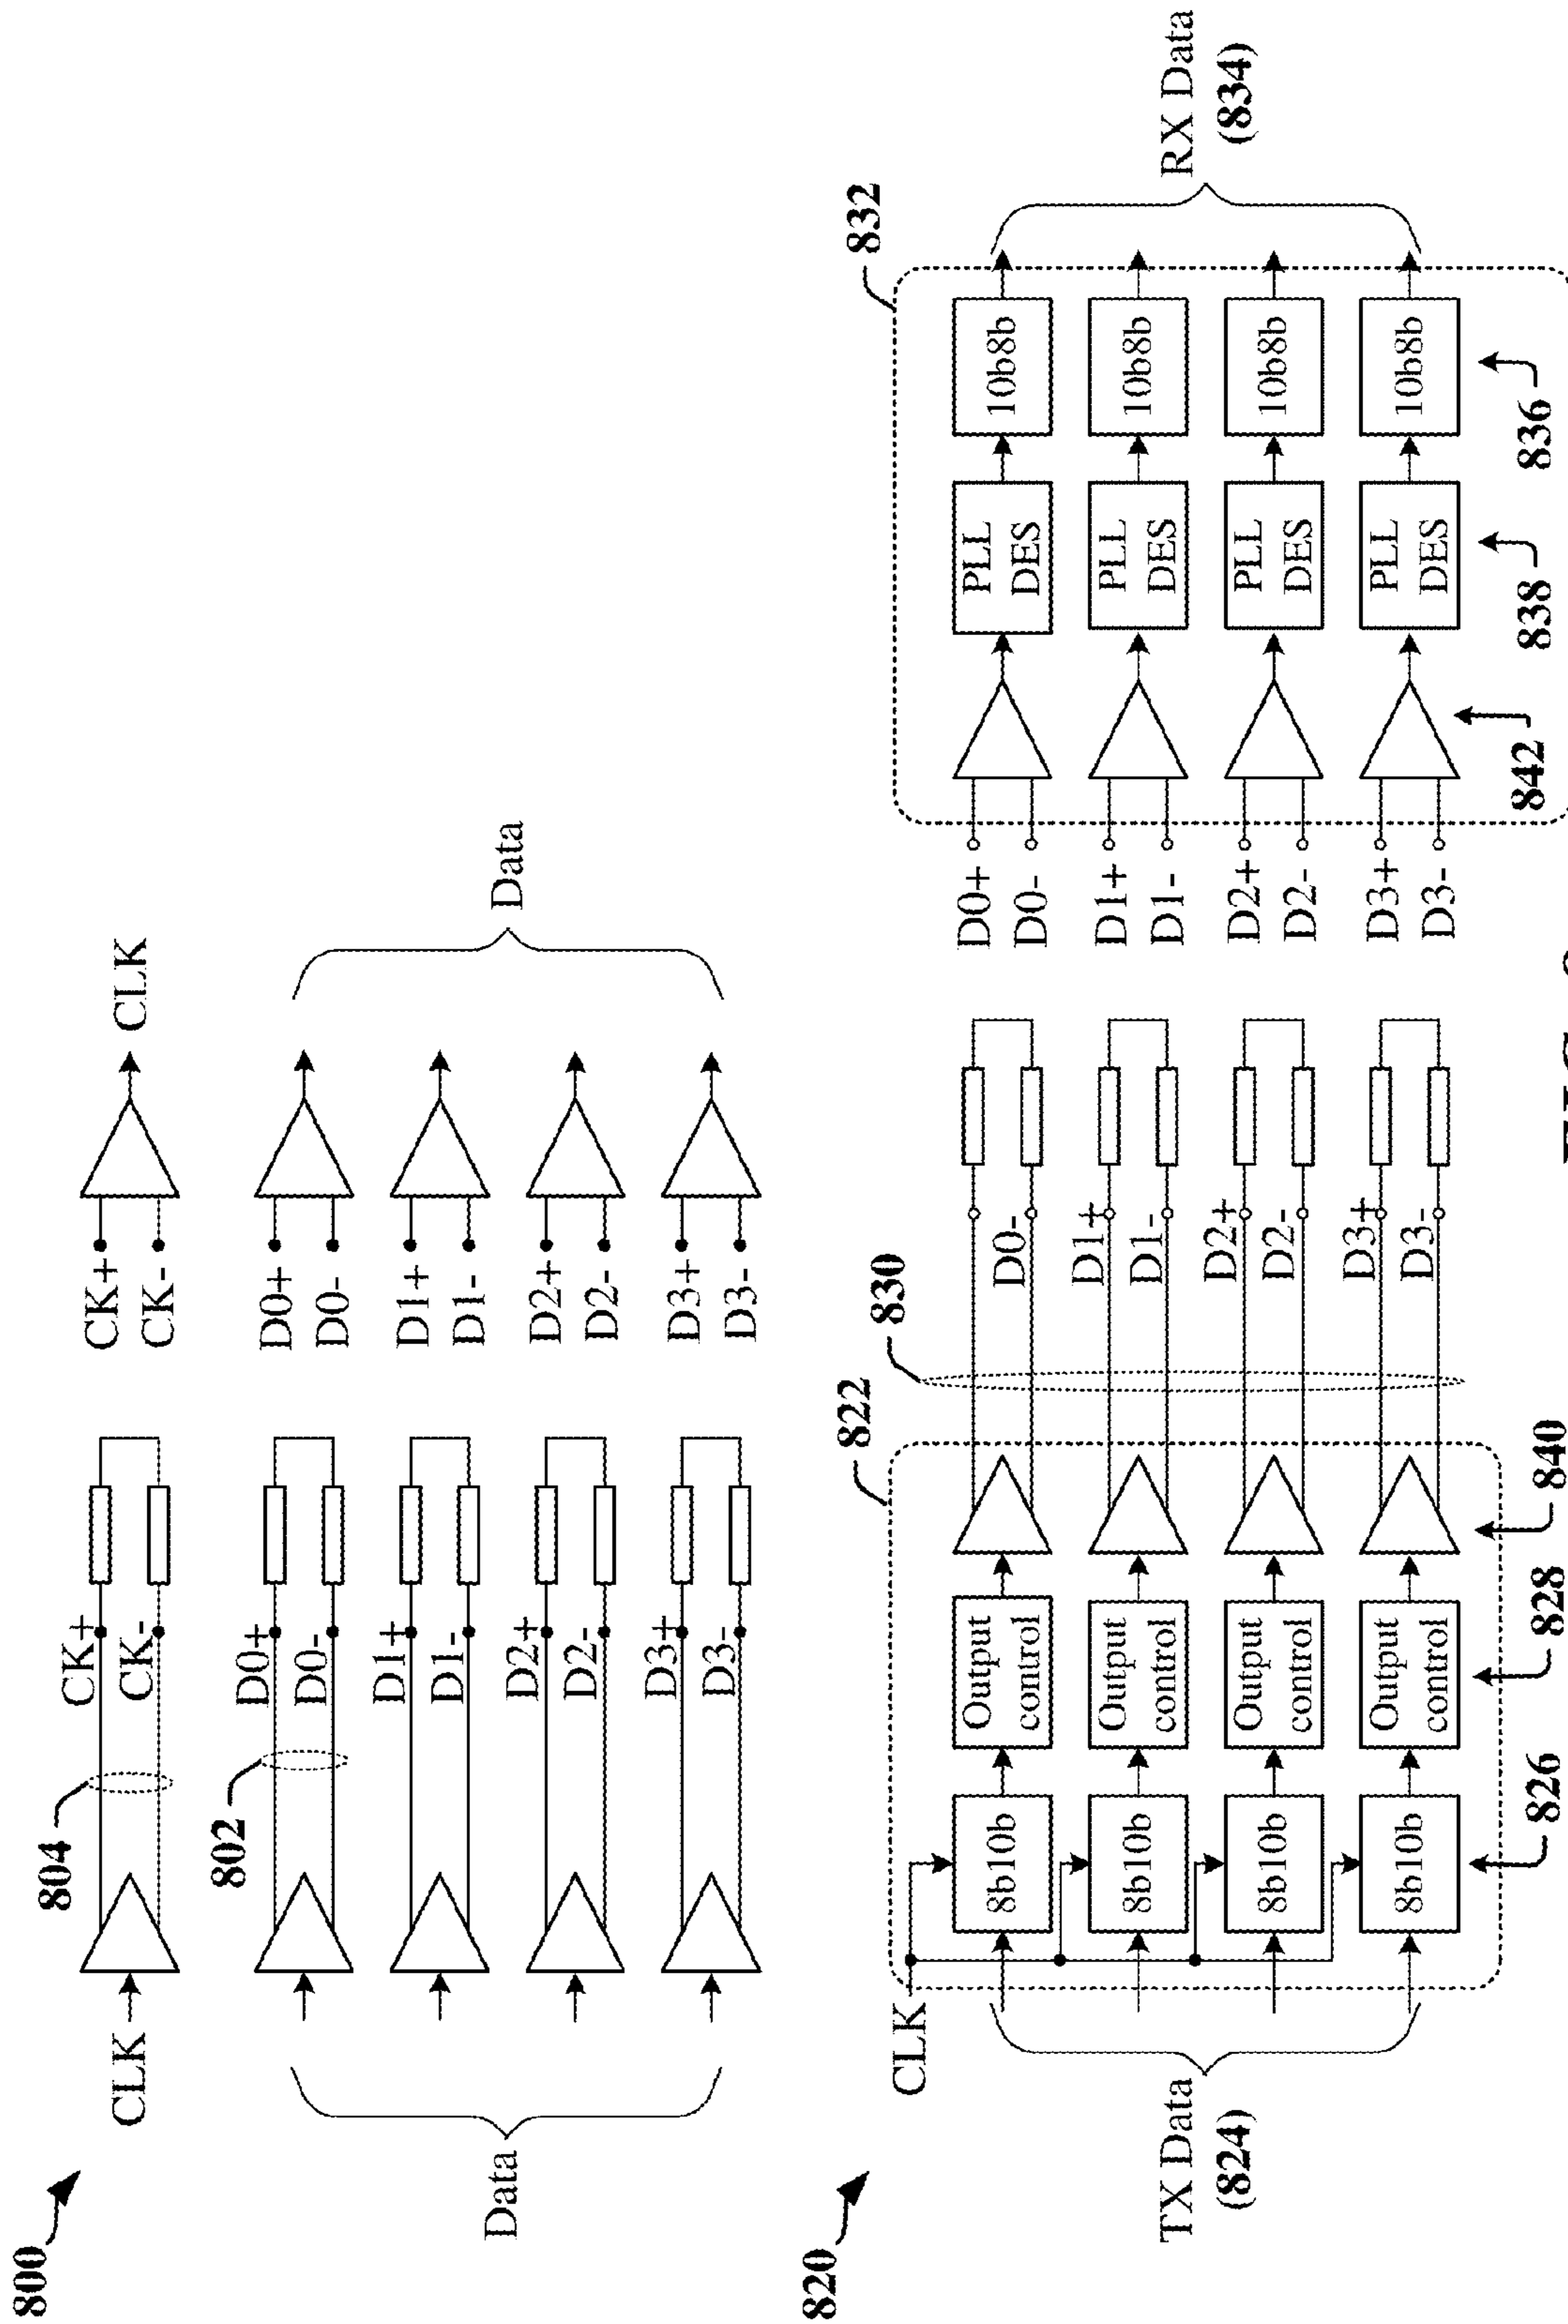 800
804
CLK
CK+
CK-
CK+
CK-
CLK
802
Data
D0+
D0-
D1+
D1-
D2+
D2-
D3+
D3-
D0+
D0-
D1+
D1-
D2+
D2-
D3+
D3-
Data
820
CLK
TX Data
(824)
822
8b10b
Output
control
8b10b
Output
control
8b10b
Output
control
8b10b
Output
control
826
828
840
830
D0-
D1+
D1-
D2+
D2-
D3+
D3-
832
D0+
D0-
D1+
D1-
D2+
D2-
D3+
D3-
PLL
DES
10b8b
PLL
DES
10b8b
PLL
DES
10b8b
PLL
DES
10b8b
842
838
836
RX Data
(834)